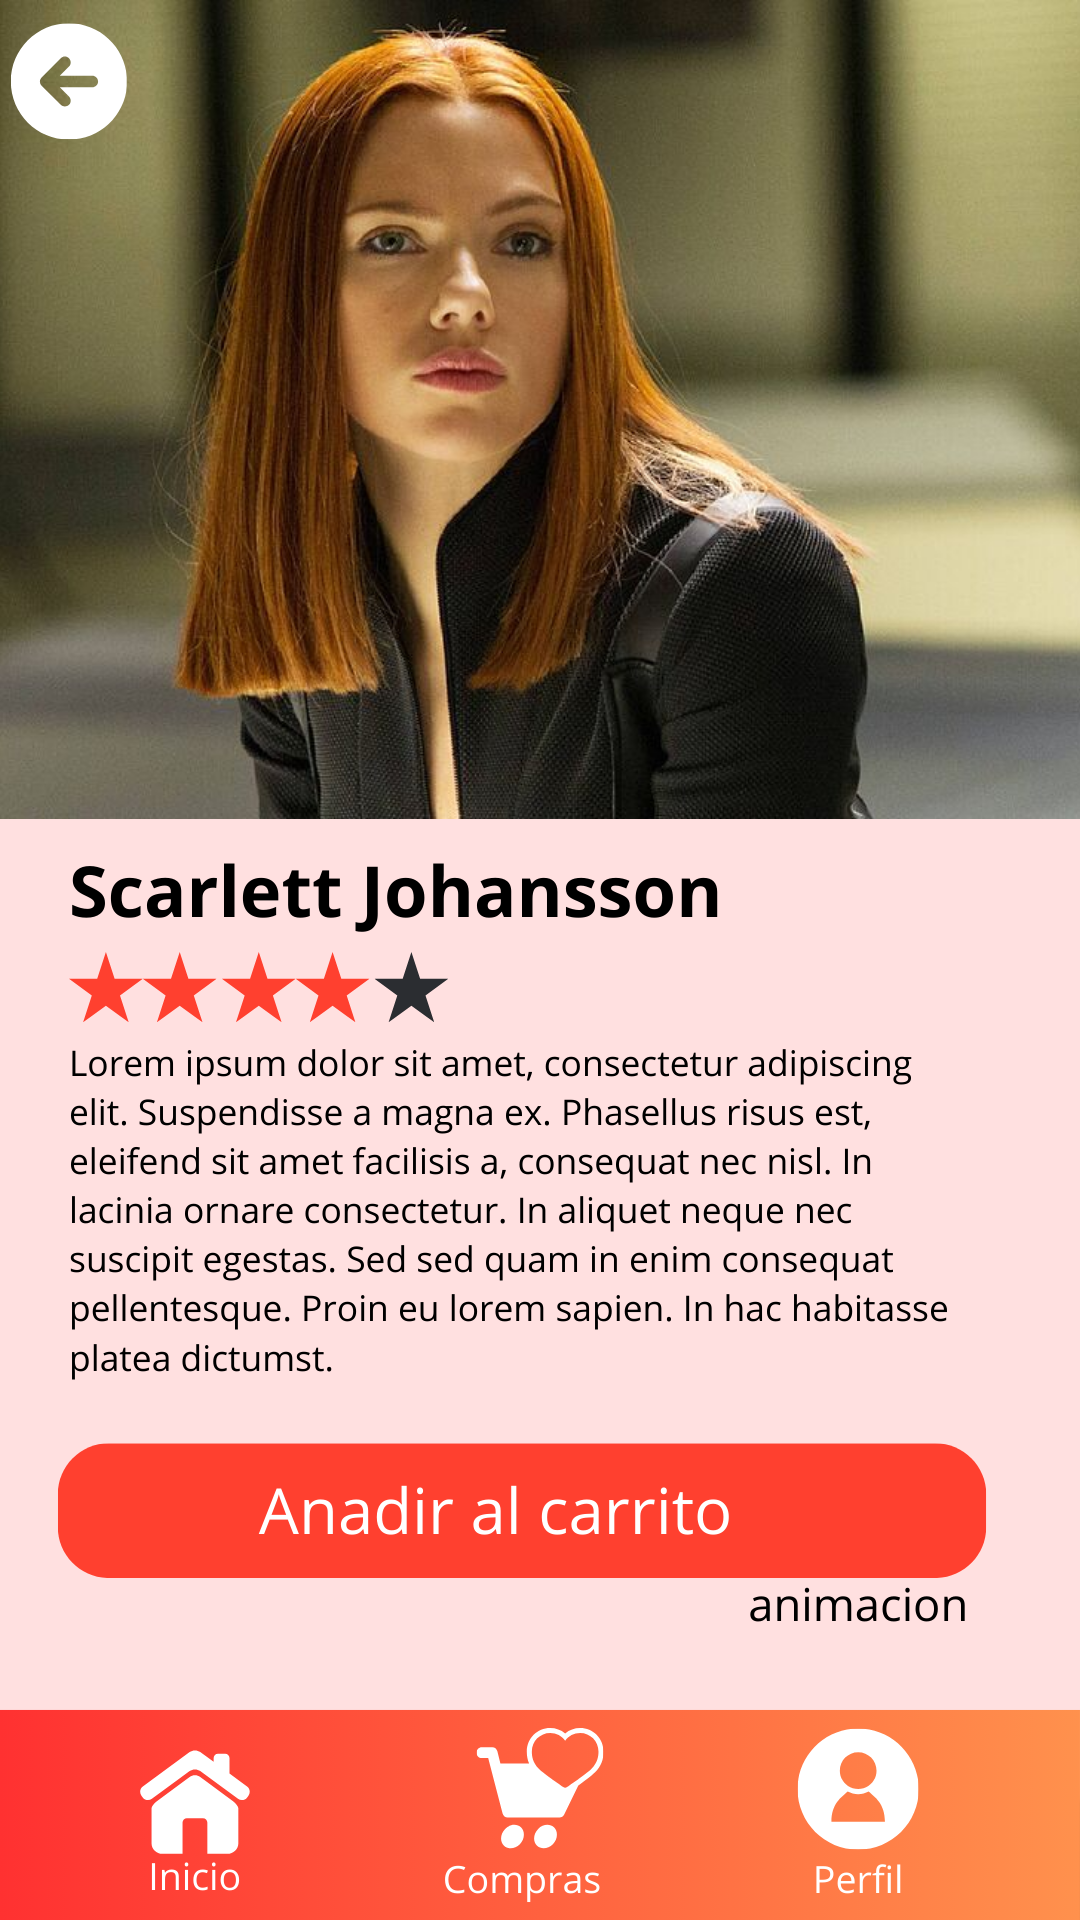 Scarlett Johansson
Lorem ipsum dolor sit amet, consectetur adipiscing
elit. Suspendisse a magna ex. Phasellus risus est,
eleifend sit amet facilisis a, consequat nec nisl. In
lacinia ornare consectetur. In aliquet neque nec
suscipit egestas. Sed sed quam in enim consequat
pellentesque. Proin eu lorem sapien. In hac habitasse
platea dictumst.
Anadir al carrito
animacion
Inicio
Compras
Perfil